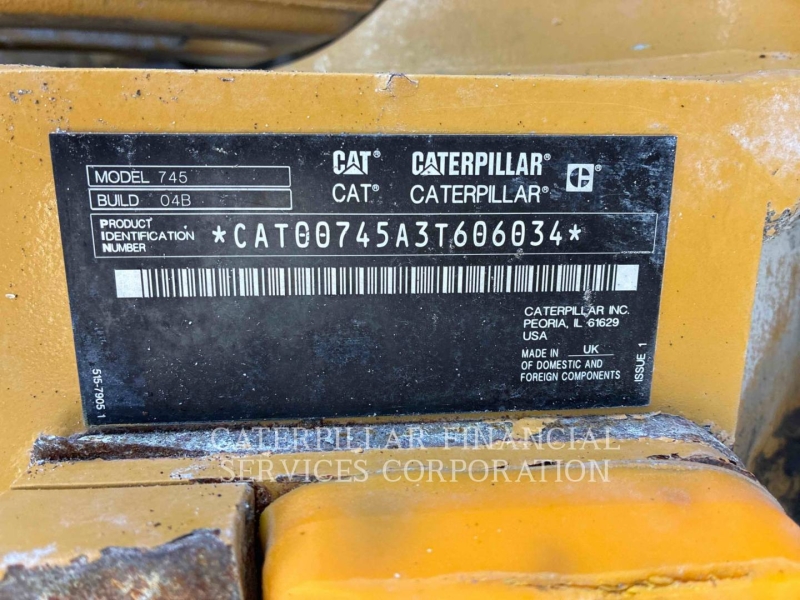 MODEL 745
BUILD 04B
CAT® CATERPILLAR®
CAT® CATERPILLAR®
C
PRODUCT
IDENTIFICATION
NUMBER
*CAT00745A3T606034*
CATERPILLAR INC.
PEORIA, IL 61629
USA
MADE IN UK
OF DOMESTIC AND
FOREIGN COMPONENTS
ISSUE 1
515-7905 1
CATERPILLAR FINANCIAL
SERVICES CORPORATION